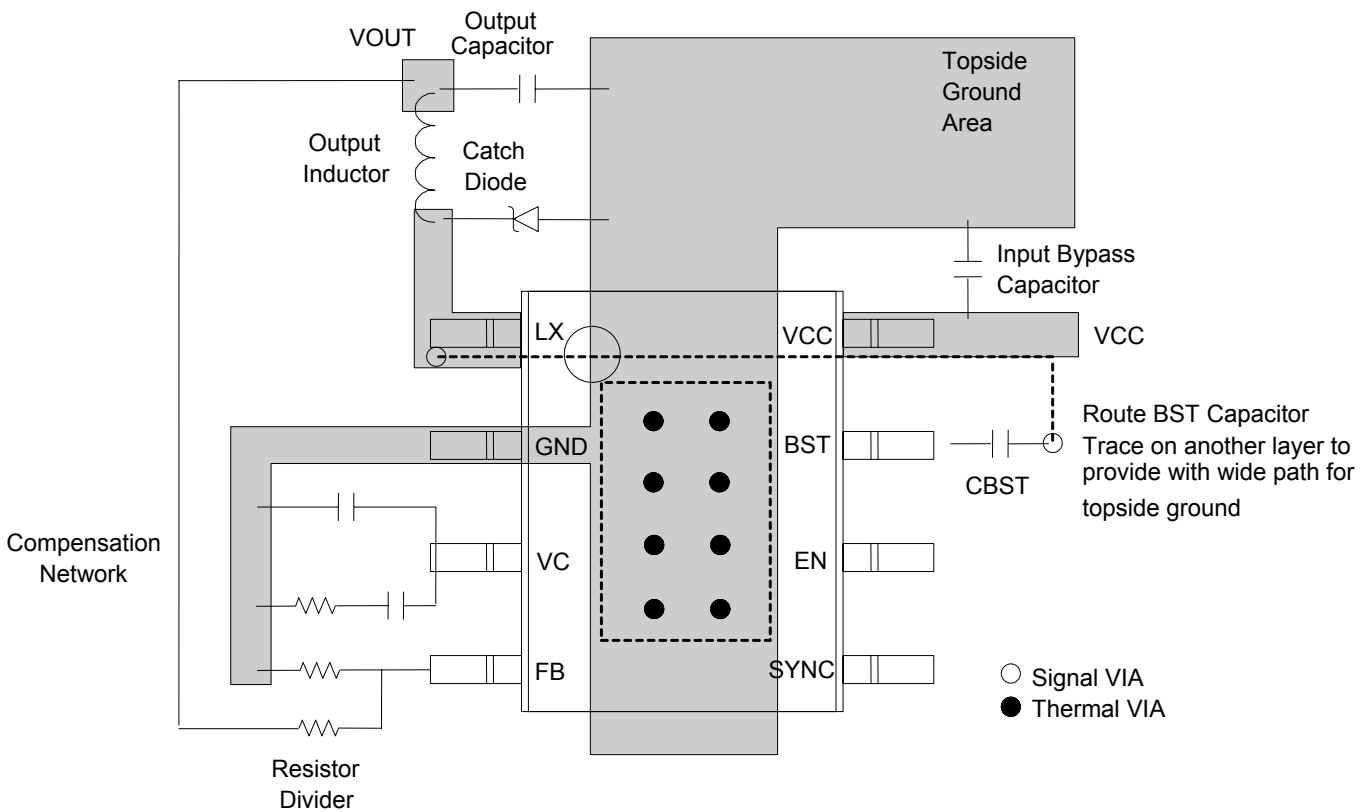 VOUT
Output
Capacitor
Topside
Ground
Area
Output
Inductor
Catch
Diode
Input Bypass
Capacitor
LX
VCC
VCC
GND
BST
CBST
Route BST Capacitor
Trace on another layer to
provide with wide path for
topside ground
Compensation
Network
VC
EN
FB
SYNC
Signal VIA
Thermal VIA
Resistor
Divider